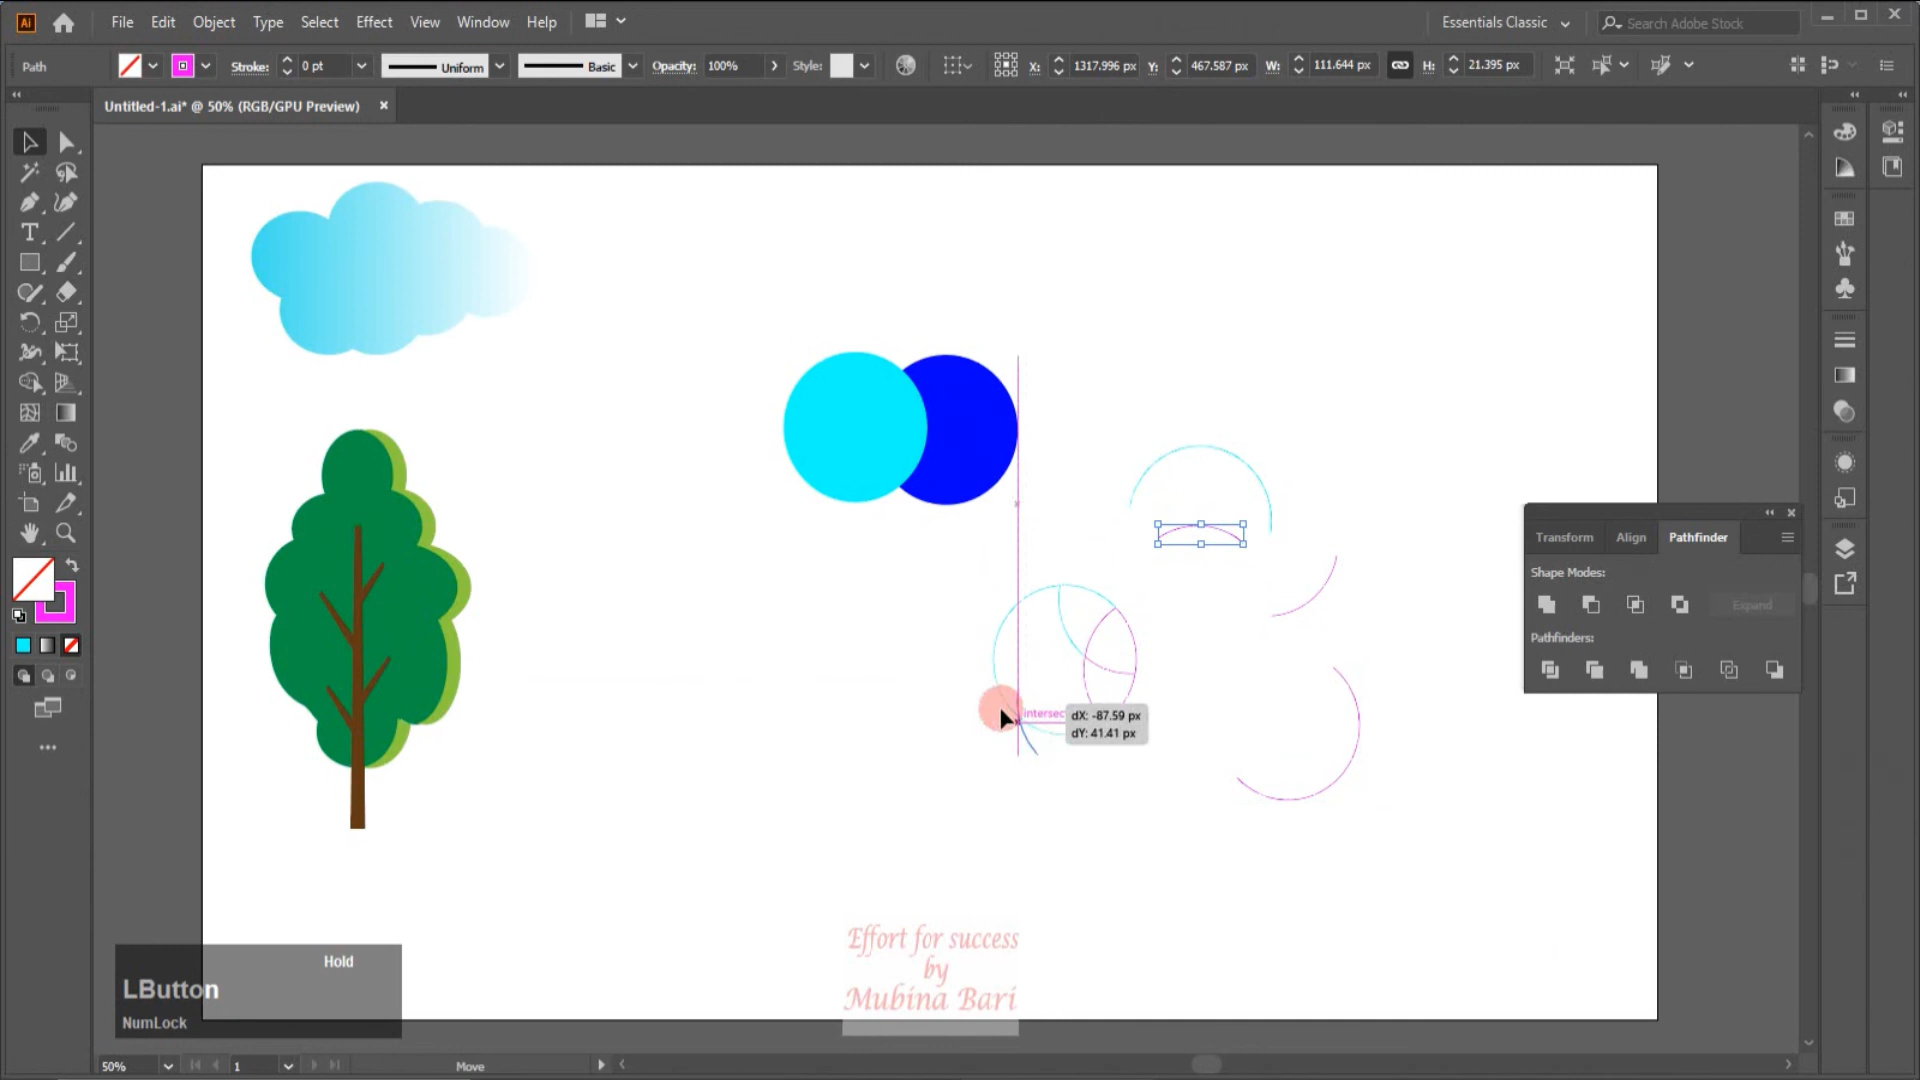 Ai File Edit Object Type Select Effect View Window Help Essentials Classic Search Adobe Stock
Path Stroke: 0 pt Uniform Basic Opacity: 100% Style: X: 1317.996 px Y: 467.587 px W: 111.644 px H: 21.395 px
Untitled-1.ai* @ 50% (RGB/GPU Preview)
Transform Align Pathfinder
Shape Modes:
Expand
Pathfinders:
intersec
dX: -87.59 px
dY: 41.41 px
Effort for success
by
Mubina Bari
Hold
LButton
NumLock
50% 1 Move